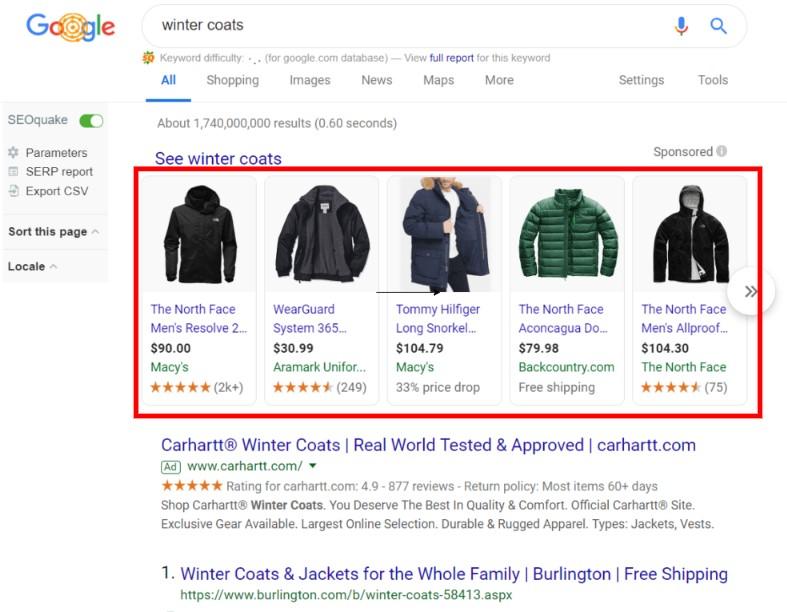 Google
winter coats
Keyword difficulty: (for google.com database) — View full report for this keyword
All Shopping Images News Maps More Settings Tools
SEOquake
Parameters
SERP report
Export CSV
Sort this page
Locale
About 1,740,000,000 results (0.60 seconds)
See winter coats
Sponsored
The North Face
Men's Resolve 2...
$90.00
Macy's
(2k+)
WearGuard
System 365...
$30.99
Aramark Unifor...
(249)
Tommy Hilfiger
Long Snorkel...
$104.79
Macy's
33% price drop
The North Face
Aconcagua Do...
$79.98
Backcountry.com
Free shipping
The North Face
Men's Allproof...
$104.30
The North Face
(75)
Carhartt® Winter Coats | Real World Tested & Approved | carhartt.com
Ad www.carhartt.com/
Rating for carhartt.com: 4.9 - 877 reviews - Return policy: Most items 60+ days
Shop Carhartt® Winter Coats. You Deserve The Best In Quality & Comfort. Official Carhartt® Site.
Exclusive Gear Available. Largest Online Selection. Durable & Rugged Apparel. Types: Jackets, Vests.
1. Winter Coats & Jackets for the Whole Family | Burlington | Free Shipping
https://www.burlington.com/b/winter-coats-58413.aspx